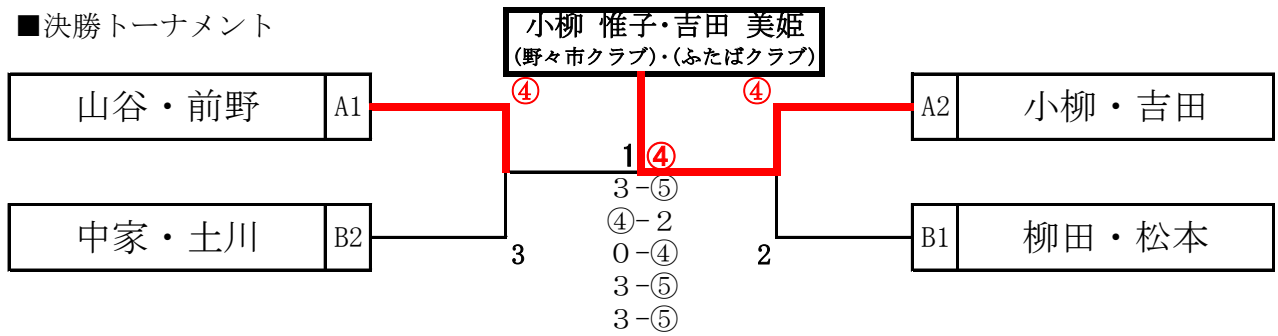 ■決勝トーナメント
小柳 惟子・吉田 美姫
(野々市クラブ)・(ふたばクラブ)
④
④
山谷・前野
A1
A2
小柳・吉田
1
④
3-⑤
④-2
中家・土川
B2
0-④
B1
柳田・松本
3
2
3-⑤
3-⑤